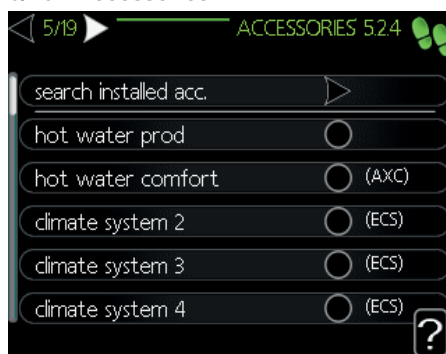 5/19 ACCESSORIES 5.2.4
search installed acc.
hot water prod
hot water comfort (AXC)
climate system 2 (ECS)
climate system 3 (ECS)
climate system 4 (ECS)
?